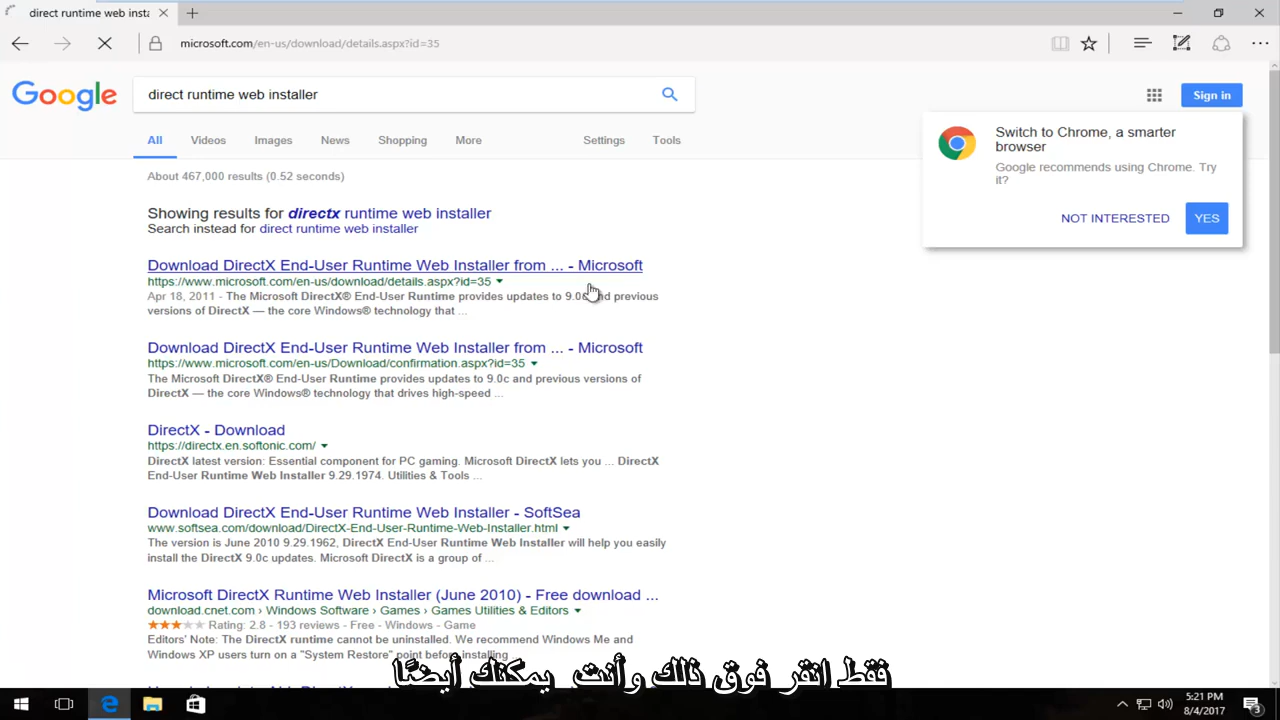 direct runtime web insta
microsoft.com/en-us/download/details.aspx?id=35
Google
direct runtime web installer
Sign in
All Videos Images News Shopping More Settings Tools
Switch to Chrome, a smarter
browser
Google recommends using Chrome. Try
it?
NOT INTERESTED YES
About 467,000 results (0.52 seconds)
Showing results for directx runtime web installer
Search instead for direct runtime web installer
Download DirectX End-User Runtime Web Installer from ... - Microsoft
https://www.microsoft.com/en-us/download/details.aspx?id=35
Apr 18, 2011 - The Microsoft DirectX® End-User Runtime provides updates to 9.0c and previous
versions of DirectX — the core Windows® technology that ...
Download DirectX End-User Runtime Web Installer from ... - Microsoft
https://www.microsoft.com/en-us/Download/confirmation.aspx?id=35
The Microsoft DirectX® End-User Runtime provides updates to 9.0c and previous versions of
DirectX — the core Windows® technology that drives high-speed ...
DirectX - Download
https://directx.en.softonic.com/
DirectX latest version: Essential component for PC gaming. Microsoft DirectX lets you ... DirectX
End-User Runtime Web Installer 9.29.1974. Utilities & Tools ...
Download DirectX End-User Runtime Web Installer - SoftSea
www.softsea.com/download/DirectX-End-User-Runtime-Web-Installer.html
The version is June 2010 9.29.1962, DirectX End-User Runtime Web Installer will help you easily
install the DirectX 9.0c updates. Microsoft DirectX is a group of ...
Microsoft DirectX Runtime Web Installer (June 2010) - Free download ...
download.cnet.com › Windows Software › Games › Games Utilities & Editors
Rating: 2.8 - 193 reviews - Free - Windows - Game
Editors' Note: The DirectX runtime cannot be uninstalled. We recommend Windows Me and
Windows XP users turn on a "System Restore" point before installing
فقط انقر فوق ذلك وأنت يمكنك أيضًا
5:21 PM
8/4/2017
3